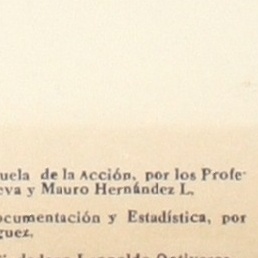 uela de la Acción, por los Profe-
eva y Mauro Hernández L.
ocumentación y Estadística, por
guez.